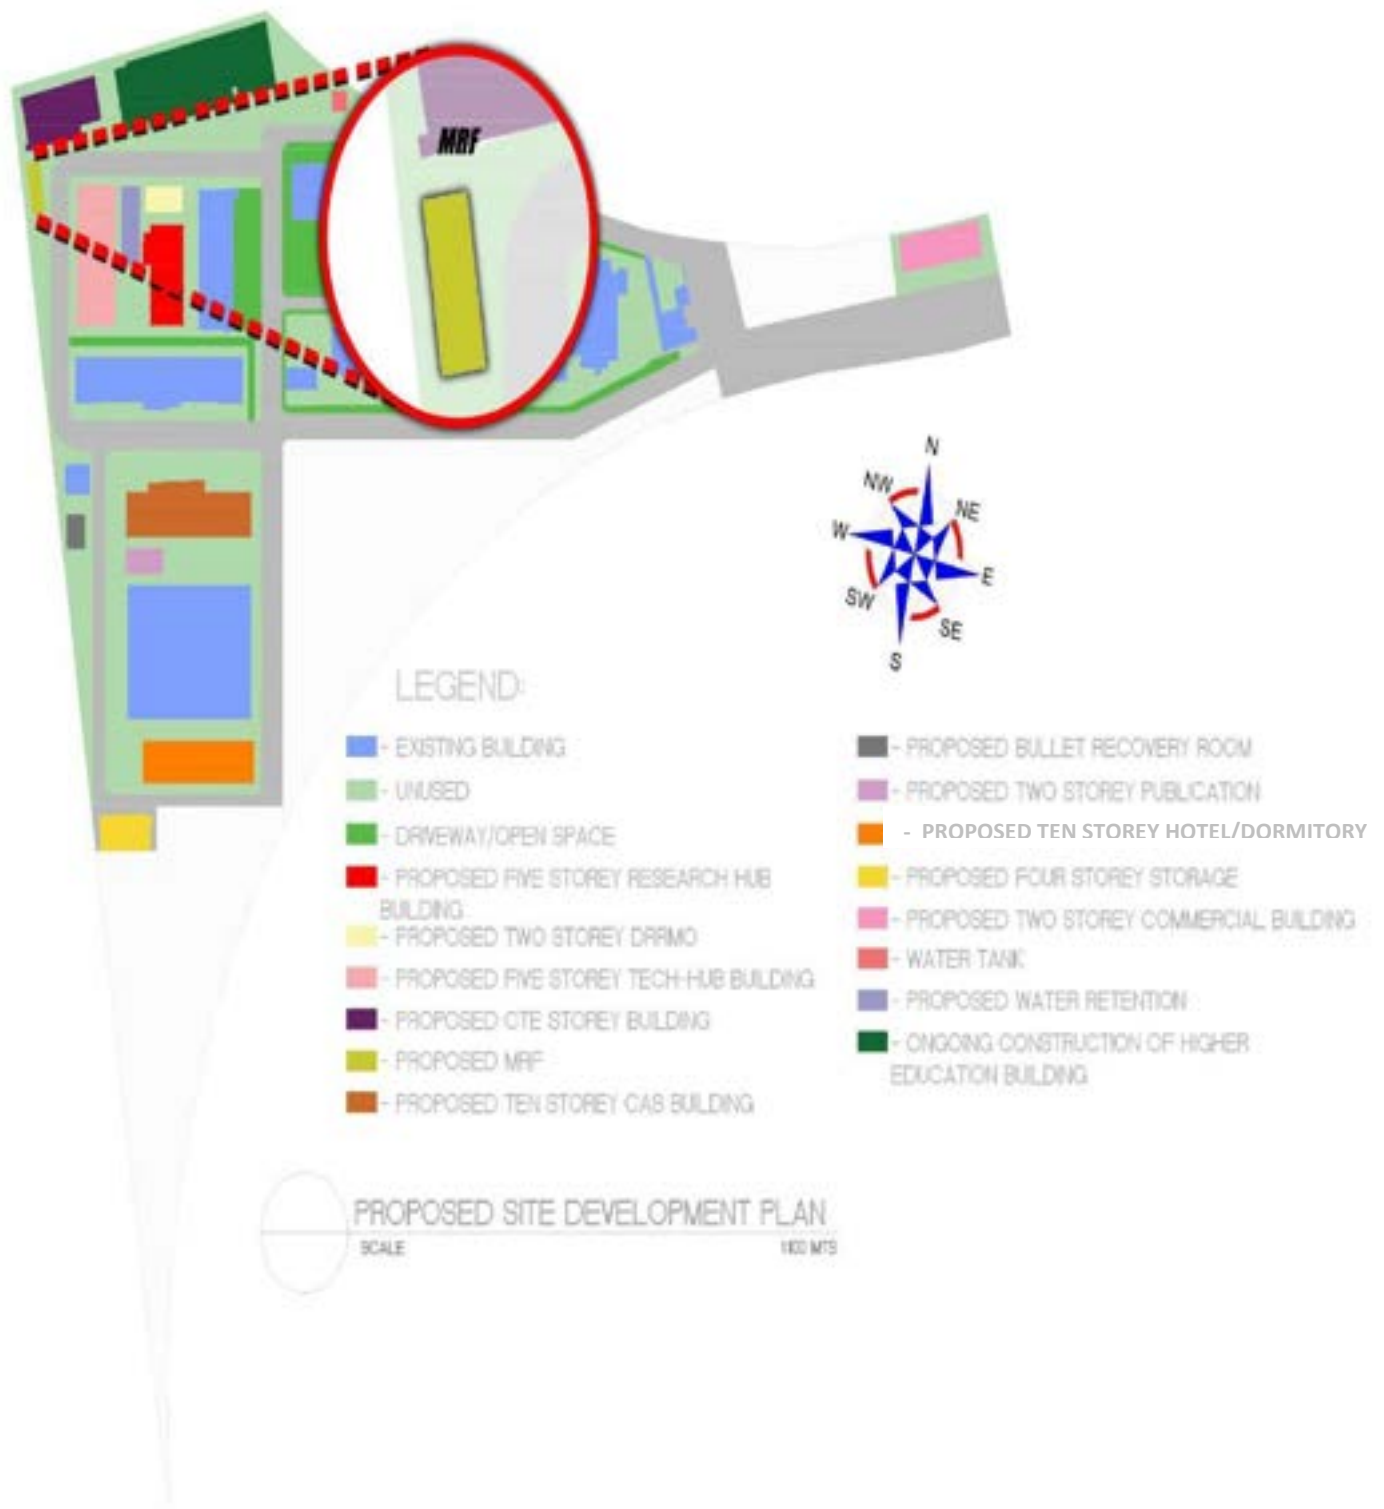 MRF
N
NW
NE
W
E
SW
SE
S
LEGEND:
- EXISTING BUILDING
- UNUSED
- DRIVEWAY/OPEN SPACE
- PROPOSED FIVE STOREY RESEARCH HUB
BUILDING
- PROPOSED TWO STOREY DRRMO
- PROPOSED FIVE STOREY TECH-HUB BUILDING
- PROPOSED CTE STOREY BUILDING
- PROPOSED MRF
- PROPOSED TEN STOREY CAS BUILDING
- PROPOSED BULLET RECOVERY ROOM
- PROPOSED TWO STOREY PUBLICATION
- PROPOSED TEN STOREY HOTEL/DORMITORY
- PROPOSED FOUR STOREY STORAGE
- PROPOSED TWO STOREY COMMERCIAL BUILDING
- WATER TANK
- PROPOSED WATER RETENTION
- ONGOING CONSTRUCTION OF HIGHER
EDUCATION BUILDING
PROPOSED SITE DEVELOPMENT PLAN
SCALE MTS